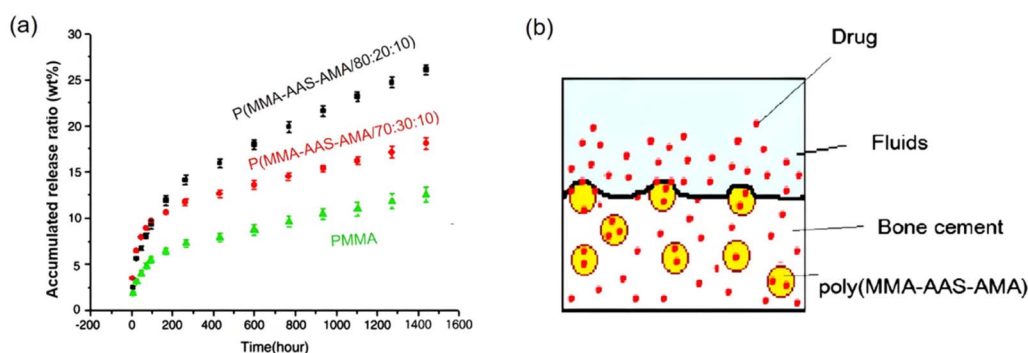 (a)
Accumulated release ratio (wt%)
30
25
20
15
10
5
0
-200
0
200
400
600
800
1000
1200
1400
1600
Time(hour)
P(MMA-AAS-AMA/80:20:10)
P(MMA-AAS-AMA/70:30:10)
PMMA
(b)
Drug
Fluids
Bone cement
poly(MMA-AAS-AMA)